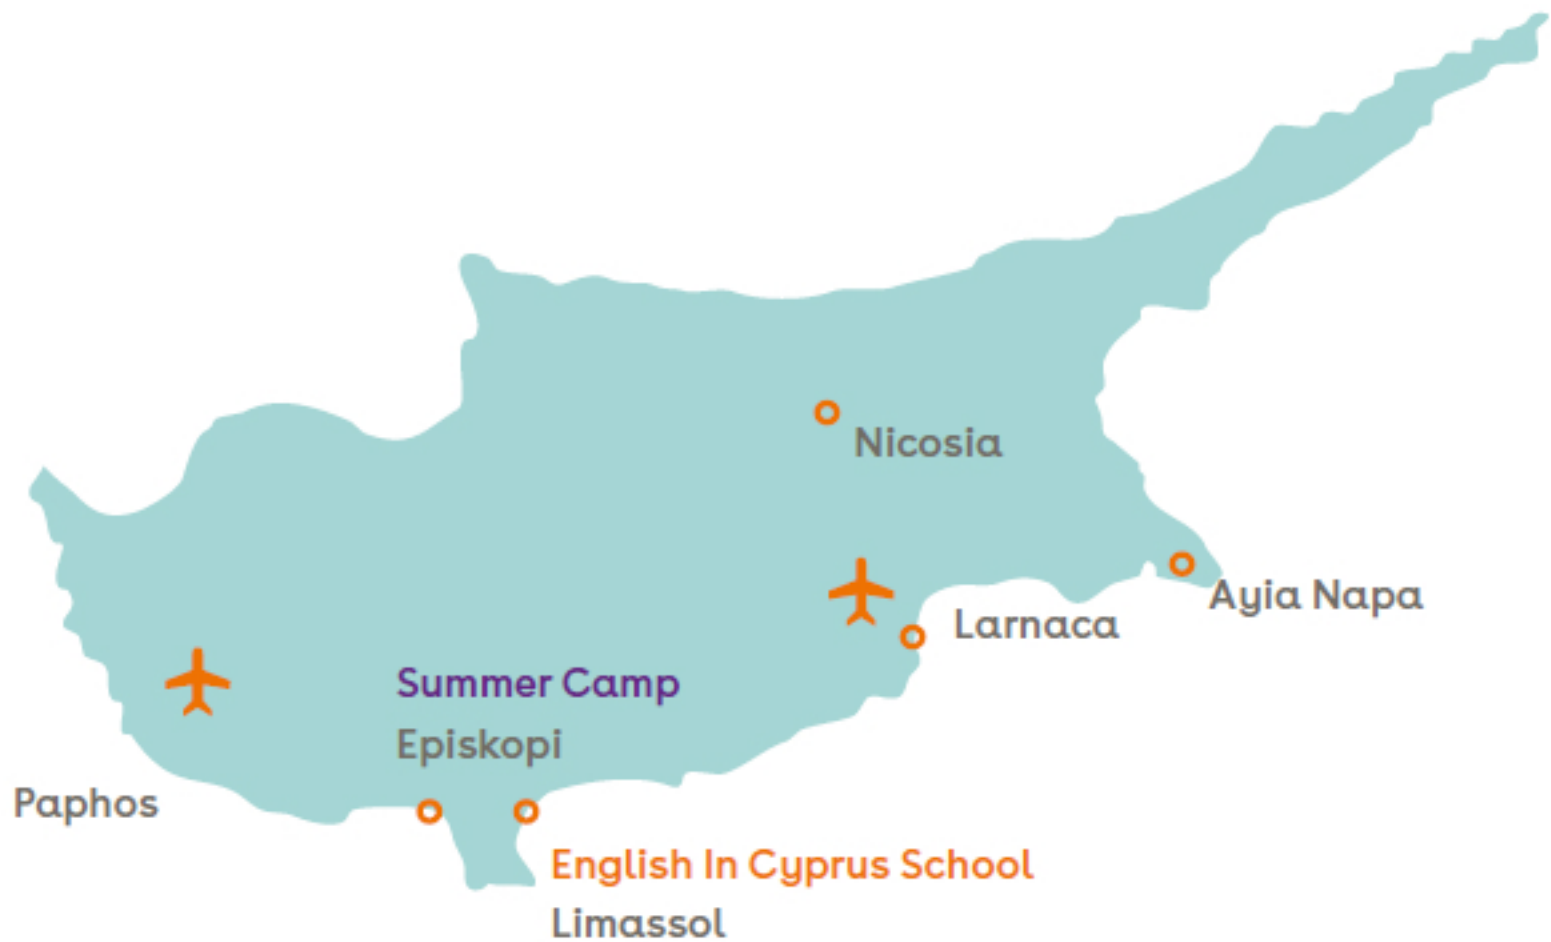 Nicosia
Ayia Napa
Larnaca
Summer Camp
Episkopi
Paphos
English In Cyprus School
Limassol